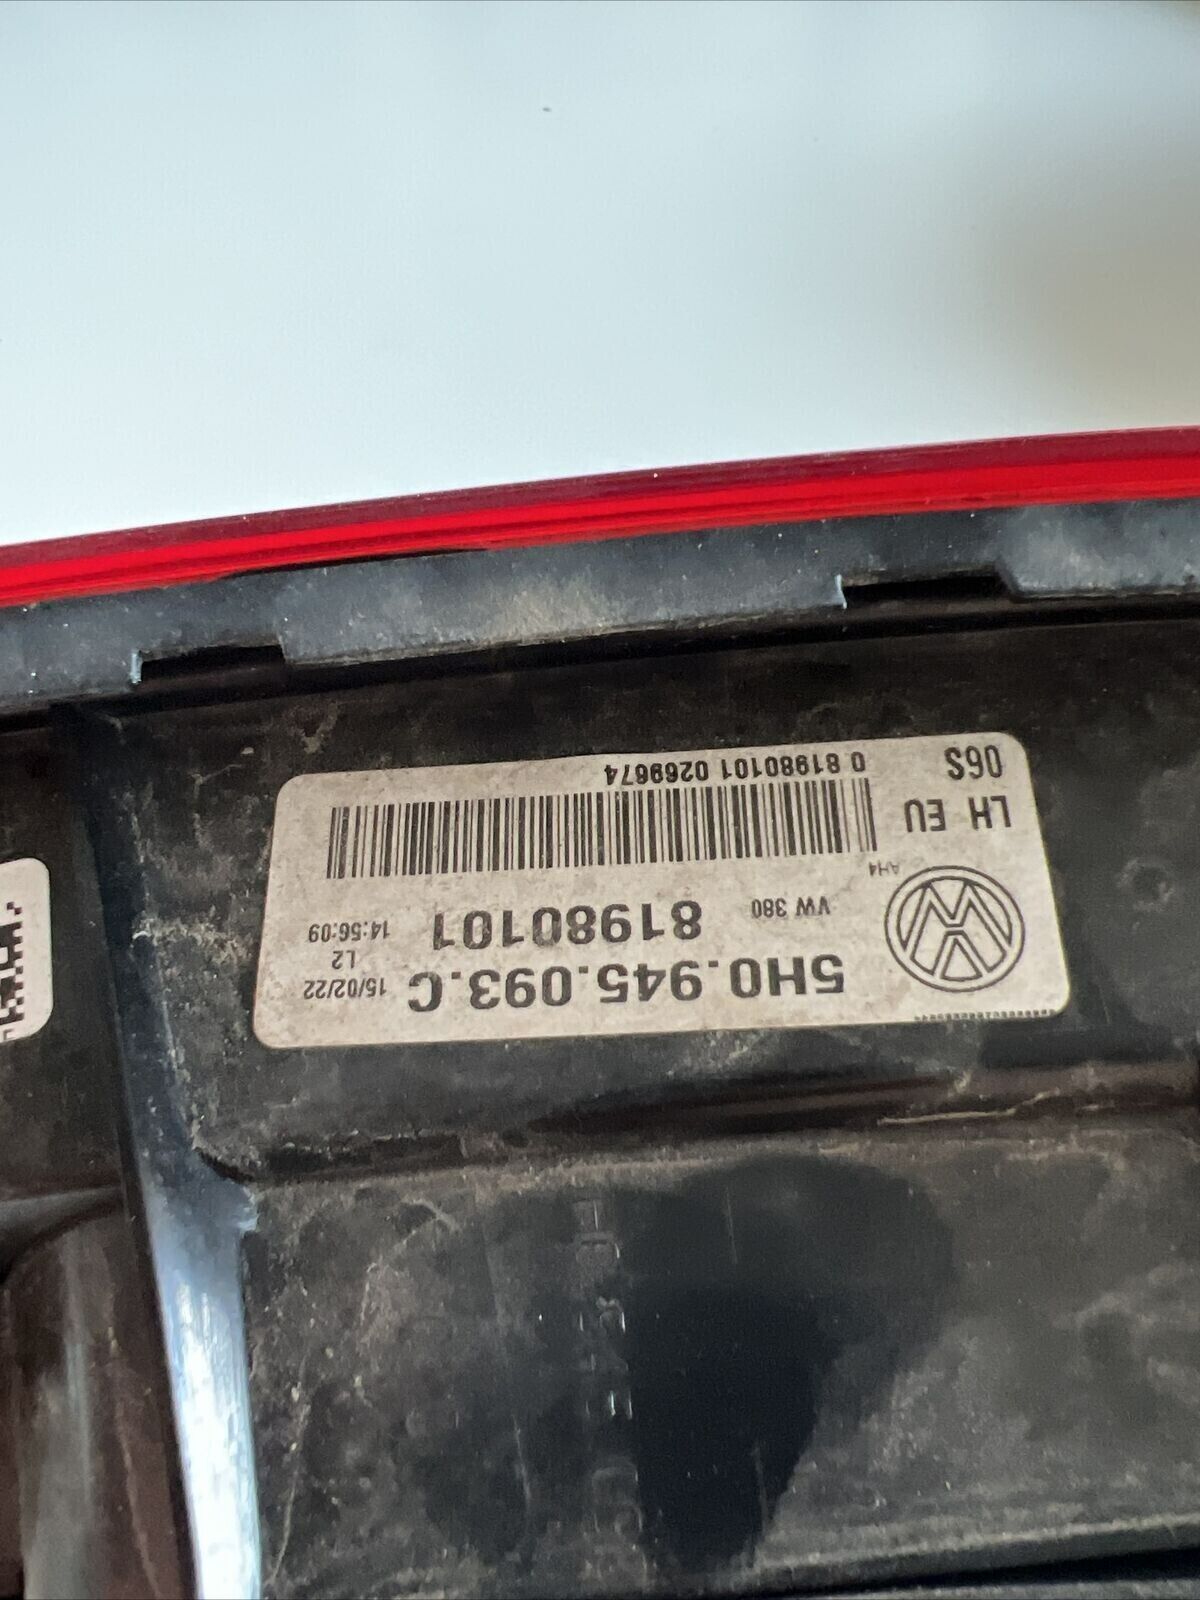 5H0.945.093.C
15/02/22
L2
VW 380
81980101
14:56:09
AH4
LH EU
06S
0 81980101 0269674